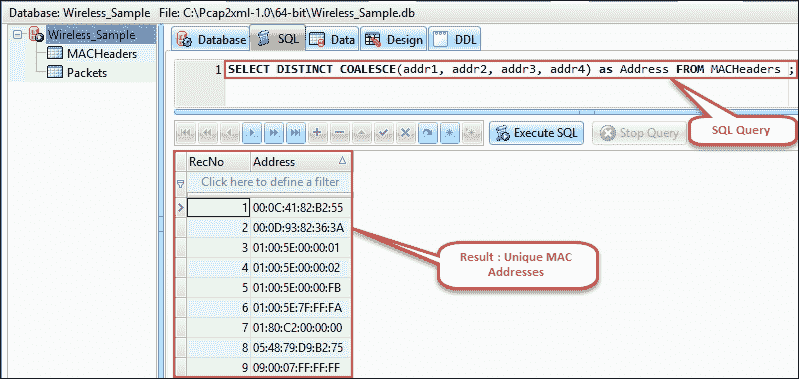 Database: Wireless_Sample   File: C:\Pcap2xml-1.0\64-bit\Wireless_Sample.db
Wireless_Sample
MACHeaders
Packets
Database SQL Data Design DDL
1 SELECT DISTINCT COALESCE(addr1, addr2, addr3, addr4) as Address FROM MACHeaders ;
SQL Query
Execute SQL Stop Query
RecNo Address
Click here to define a filter
1 00:0C:41:82:B2:55
2 00:0D:93:82:36:3A
3 01:00:5E:00:00:01
4 01:00:5E:00:00:02
5 01:00:5E:00:00:FB
6 01:00:5E:7F:FF:FA
7 01:80:C2:00:00:00
8 05:48:79:D9:B2:75
9 09:00:07:FF:FF:FF
Result : Unique MAC
Addresses